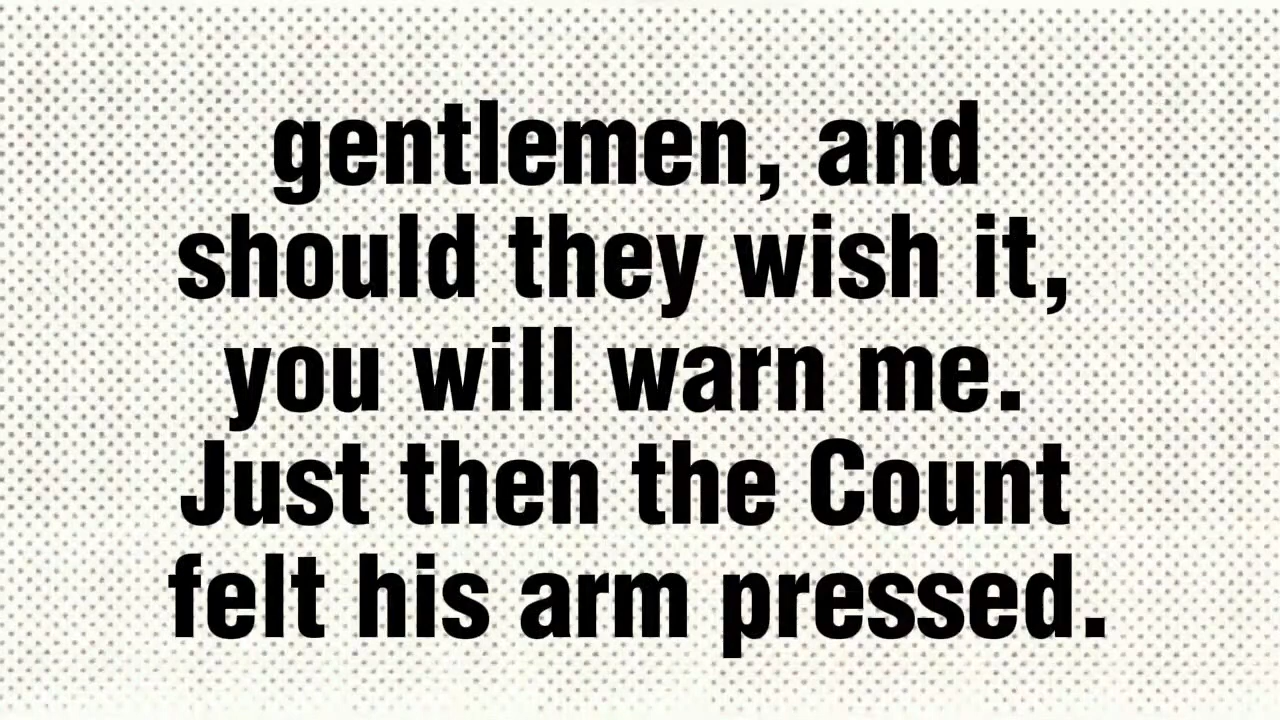 gentlemen, and
should they wish it,
you will warn me.
Just then the Count
felt his arm pressed.